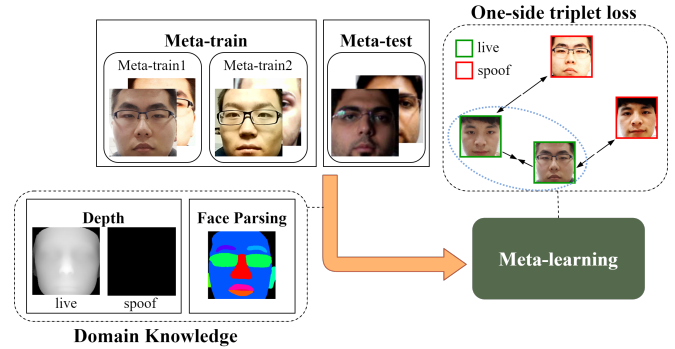 One-side triplet loss
Meta-train
Meta-test
Meta-train1
Meta-train2
live
spoof
Depth
Face Parsing
live
spoof
Domain Knowledge
Meta-learning